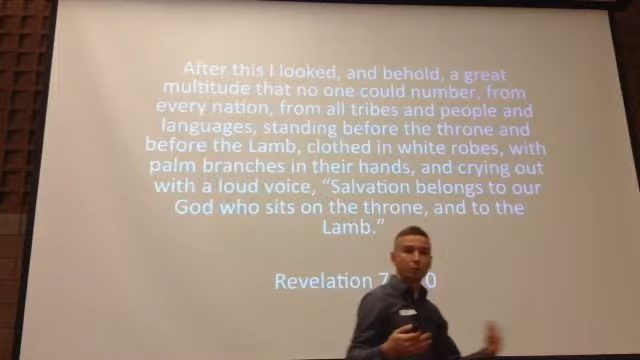 After this I looked, and behold, a great
multitude that no one could number, from
every nation, from all tribes and people and
languages, standing before the throne and
before the Lamb, clothed in white robes, with
palm branches in their hands, and crying out
with a loud voice, “Salvation belongs to our
God who sits on the throne, and to the
Lamb.”
Revelation 7